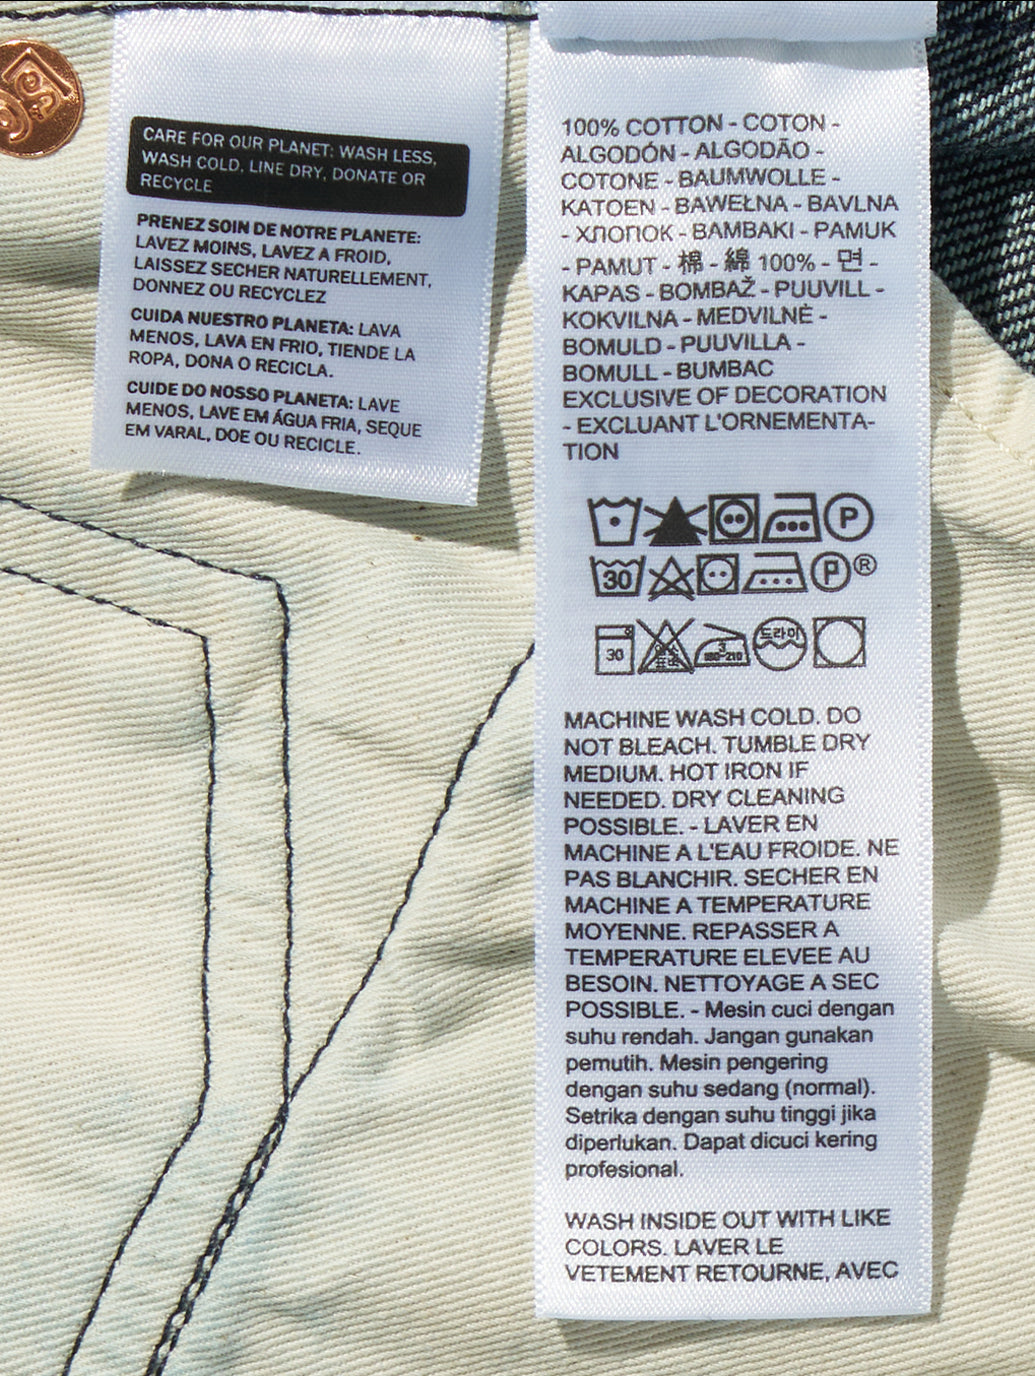 CARE FOR OUR PLANET: WASH LESS,
WASH COLD, LINE DRY, DONATE OR
RECYCLE
PRENEZ SOIN DE NOTRE PLANETE:
LAVEZ MOINS, LAVEZ A FROID,
LAISSEZ SECHER NATURELLEMENT,
DONNEZ OU RECYCLEZ
CUIDA NUESTRO PLANETA: LAVA
MENOS, LAVA EN FRIO, TIENDE LA
ROPA, DONA O RECICLA.
CUIDE DO NOSSO PLANETA: LAVE
MENOS, LAVE EM ÁGUA FRIA, SEQUE
EM VARAL, DOE OU RECICLE.
100% COTTON - COTON -
ALGODÓN - ALGODÃO -
COTONE - BAUMWOLLE -
KATOEN - BAWEŁNA - BAVLNA
- ХЛОПОК - BAMBAKI - PAMUK
- PAMUT - 棉 - 綿 100% - 면 -
KAPAS - BOMBAŽ - PUUVILL -
KOKVILNA - MEDVILNĖ -
BOMULD - PUUVILLA -
BOMULL - BUMBAC
EXCLUSIVE OF DECORATION
- EXCLUANT L'ORNEMENTA-
TION
P
30 P ®
30 3 180-210 드라이
MACHINE WASH COLD. DO
NOT BLEACH. TUMBLE DRY
MEDIUM. HOT IRON IF
NEEDED. DRY CLEANING
POSSIBLE. - LAVER EN
MACHINE A L'EAU FROIDE. NE
PAS BLANCHIR. SECHER EN
MACHINE A TEMPERATURE
MOYENNE. REPASSER A
TEMPERATURE ELEVEE AU
BESOIN. NETTOYAGE A SEC
POSSIBLE. - Mesin cuci dengan
suhu rendah. Jangan gunakan
pemutih. Mesin pengering
dengan suhu sedang (normal).
Setrika dengan suhu tinggi jika
diperlukan. Dapat dicuci kering
profesional.
WASH INSIDE OUT WITH LIKE
COLORS. LAVER LE
VETEMENT RETOURNE, AVEC